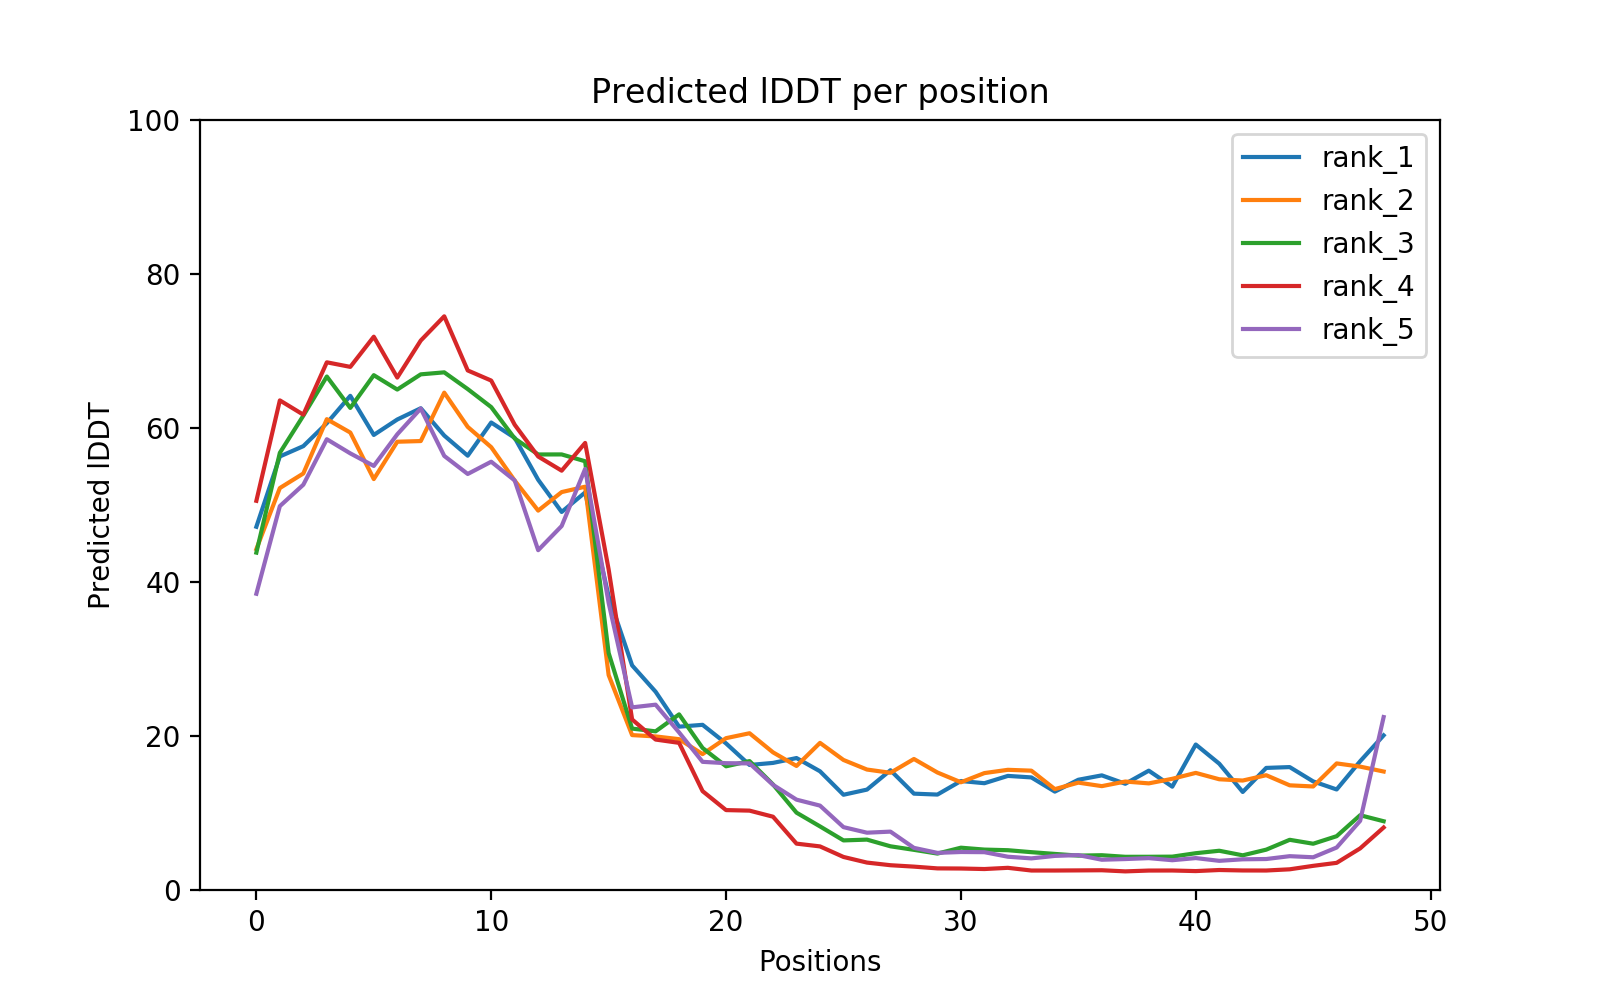 Predicted lDDT per position
100
80
60
40
20
0
Predicted lDDT
rank_1
rank_2
rank_3
rank_4
rank_5
0 10 20 30 40 50
Positions